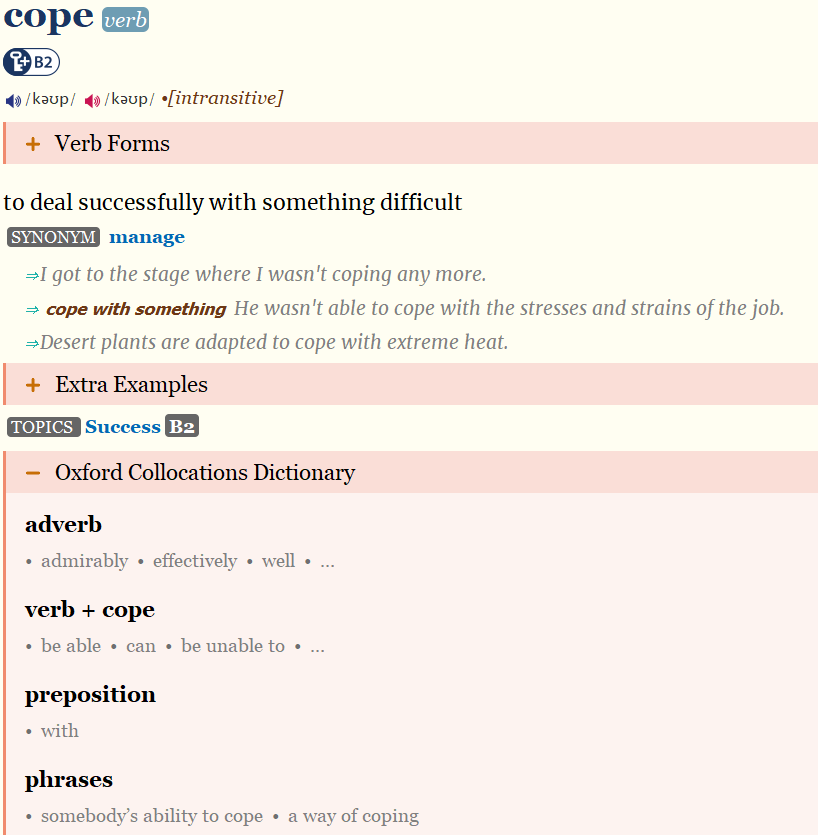 cope verb
B2
/kəʊp/ /kəʊp/ •[intransitive]
+ Verb Forms
to deal successfully with something difficult
SYNONYM manage
⇒I got to the stage where I wasn't coping any more.
⇒ cope with something He wasn't able to cope with the stresses and strains of the job.
⇒Desert plants are adapted to cope with extreme heat.
+ Extra Examples
TOPICS Success B2
− Oxford Collocations Dictionary
adverb
• admirably • effectively • well • …
verb + cope
• be able • can • be unable to • …
preposition
• with
phrases
• somebody’s ability to cope • a way of coping